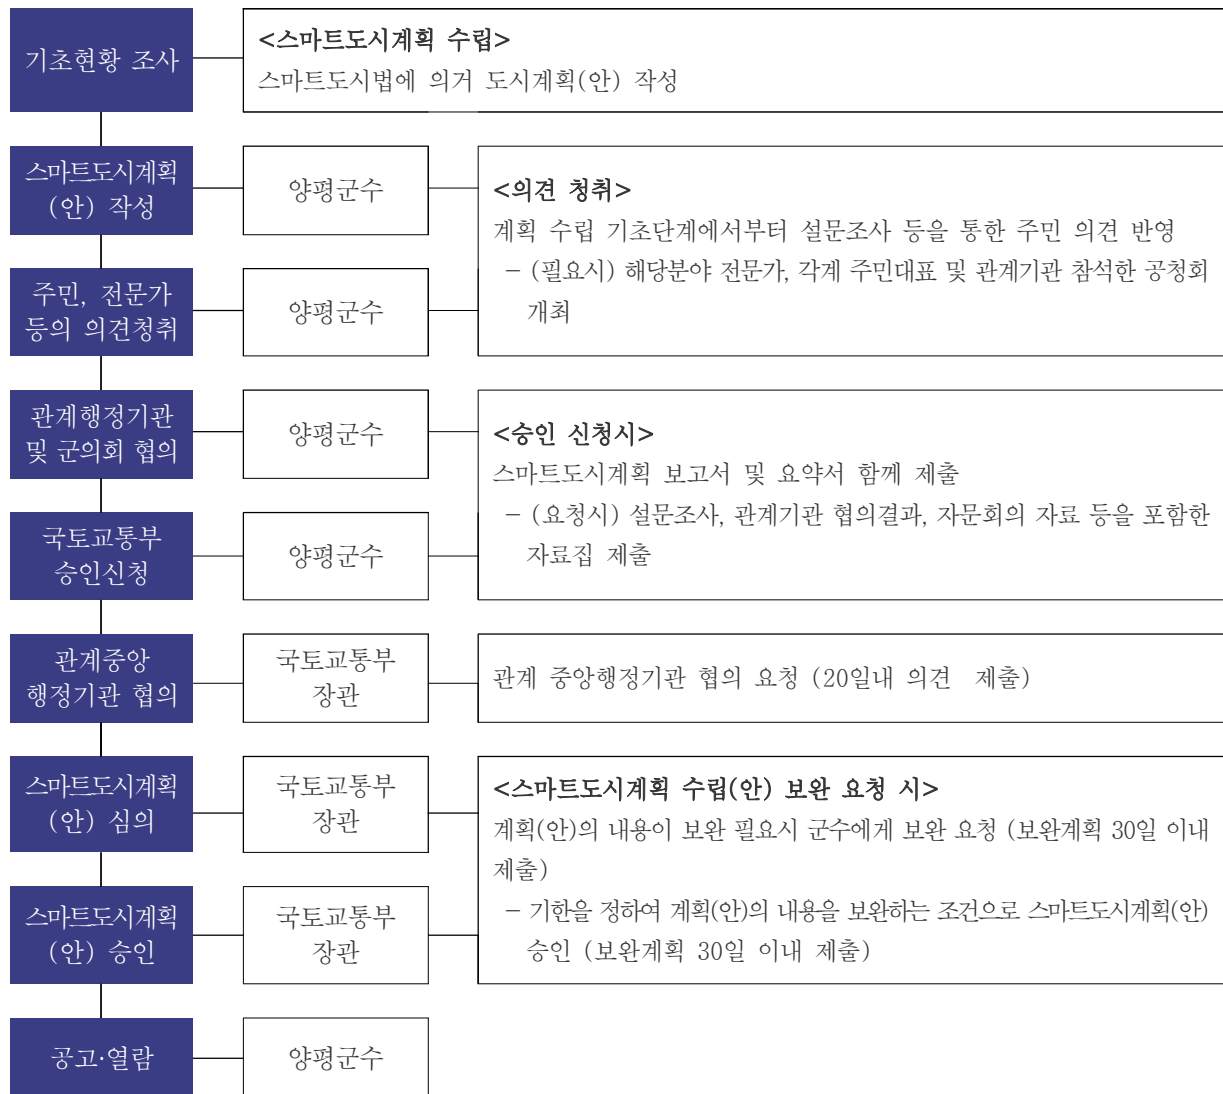 기초현황 조사
<스마트도시계획 수립>
스마트도시법에 의거 도시계획(안) 작성
스마트도시계획
(안) 작성
양평군수
<의견 청취>
계획 수립 기초단계에서부터 설문조사 등을 통한 주민 의견 반영
- (필요시) 해당분야 전문가, 각계 주민대표 및 관계기관 참석한 공청회
개최
주민, 전문가
등의 의견청취
양평군수
관계행정기관
및 군의회 협의
양평군수
<승인 신청시>
스마트도시계획 보고서 및 요약서 함께 제출
- (요청시) 설문조사, 관계기관 협의결과, 자문회의 자료 등을 포함한
자료집 제출
국토교통부
승인신청
양평군수
관계중앙
행정기관 협의
국토교통부
장관
관계 중앙행정기관 협의 요청 (20일내 의견 제출)
스마트도시계획
(안) 심의
국토교통부
장관
<스마트도시계획 수립(안) 보완 요청 시>
계획(안)의 내용이 보완 필요시 군수에게 보완 요청 (보완계획 30일 이내
제출)
- 기한을 정하여 계획(안)의 내용을 보완하는 조건으로 스마트도시계획(안)
승인 (보완계획 30일 이내 제출)
스마트도시계획
(안) 승인
국토교통부
장관
공고·열람
양평군수